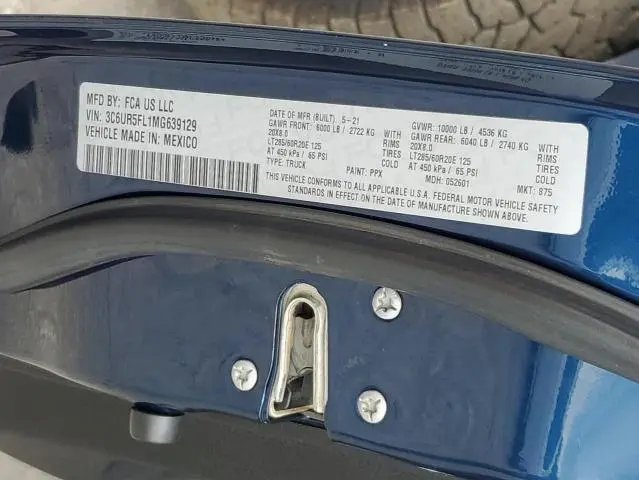 MFD BY: FCA US LLC
VIN: 3C6UR5FL1MG639129
VEHICLE MADE IN: MEXICO
DATE OF MFR (BUILT): 5-21
GAWR FRONT: 6000 LB / 2722 KG WITH
20X8.0 RIMS
LT285/60R20E 125 TIRES
AT 450 kPa / 65 PSI COLD
TYPE: TRUCK PAINT: PPX
GVWR: 10000 LB / 4536 KG
GAWR REAR: 6040 LB / 2740 KG WITH
20X8.0 RIMS
LT285/60R20E 125 TIRES
AT 450 kPa / 65 PSI COLD
MDH: 052601 MKT: 875
THIS VEHICLE CONFORMS TO ALL APPLICABLE U.S.A. FEDERAL MOTOR VEHICLE SAFETY
STANDARDS IN EFFECT ON THE DATE OF MANUFACTURE SHOWN ABOVE.